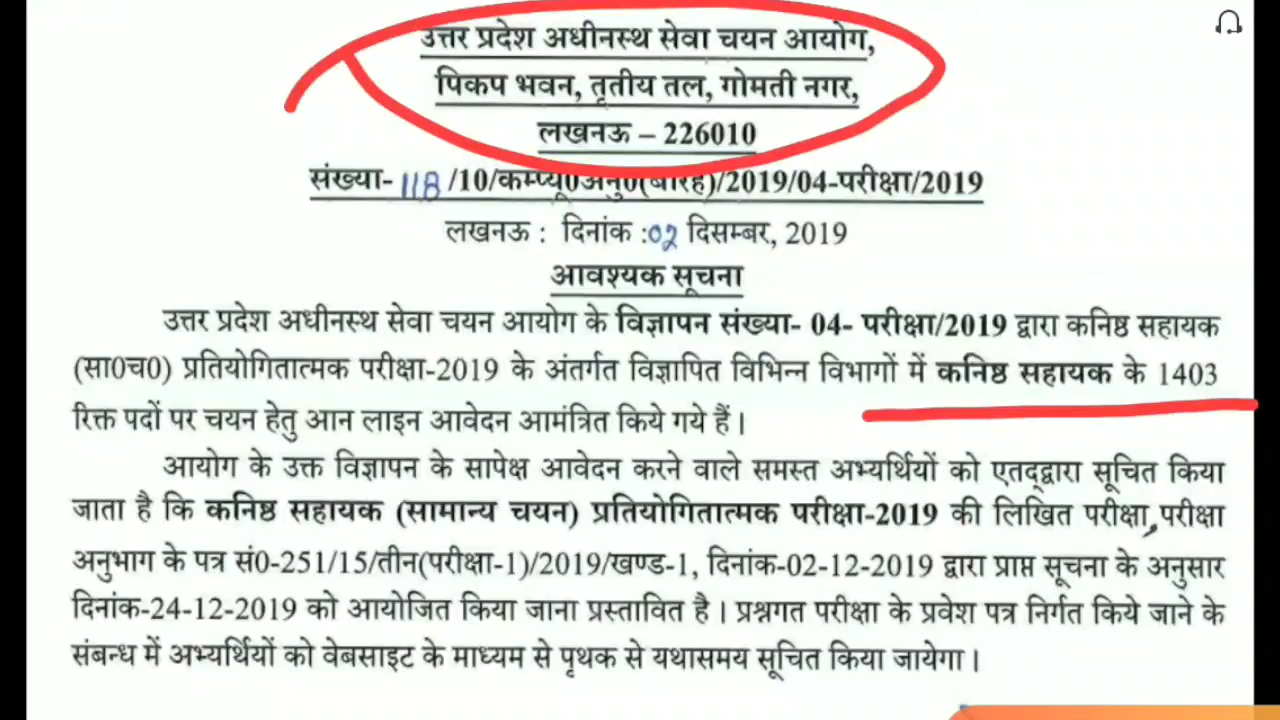 उत्तर प्रदेश अधीनस्थ सेवा चयन आयोग,
पिकप भवन, तृतीय तल, गोमती नगर,
लखनऊ – 226010
संख्या- 118 /10/कम्प्यू0अनु0(बारह)/2019/04-परीक्षा/2019
लखनऊ : दिनांक :02 दिसम्बर, 2019
आवश्यक सूचना
उत्तर प्रदेश अधीनस्थ सेवा चयन आयोग के विज्ञापन संख्या- 04- परीक्षा/2019 द्वारा कनिष्ठ सहायक
(सा0च0) प्रतियोगितात्मक परीक्षा-2019 के अंतर्गत विज्ञापित विभिन्न विभागों में कनिष्ठ सहायक के 1403
रिक्त पदों पर चयन हेतु आन लाइन आवेदन आमंत्रित किये गये हैं।
आयोग के उक्त विज्ञापन के सापेक्ष आवेदन करने वाले समस्त अभ्यर्थियों को एतद्द्वारा सूचित किया
जाता है कि कनिष्ठ सहायक (सामान्य चयन) प्रतियोगितात्मक परीक्षा-2019 की लिखित परीक्षा, परीक्षा
अनुभाग के पत्र सं0-251/15/तीन(परीक्षा-1)/2019/खण्ड-1, दिनांक-02-12-2019 द्वारा प्राप्त सूचना के अनुसार
दिनांक-24-12-2019 को आयोजित किया जाना प्रस्तावित है। प्रश्नगत परीक्षा के प्रवेश पत्र निर्गत किये जाने के
संबन्ध में अभ्यर्थियों को वेबसाइट के माध्यम से पृथक से यथासमय सूचित किया जायेगा।